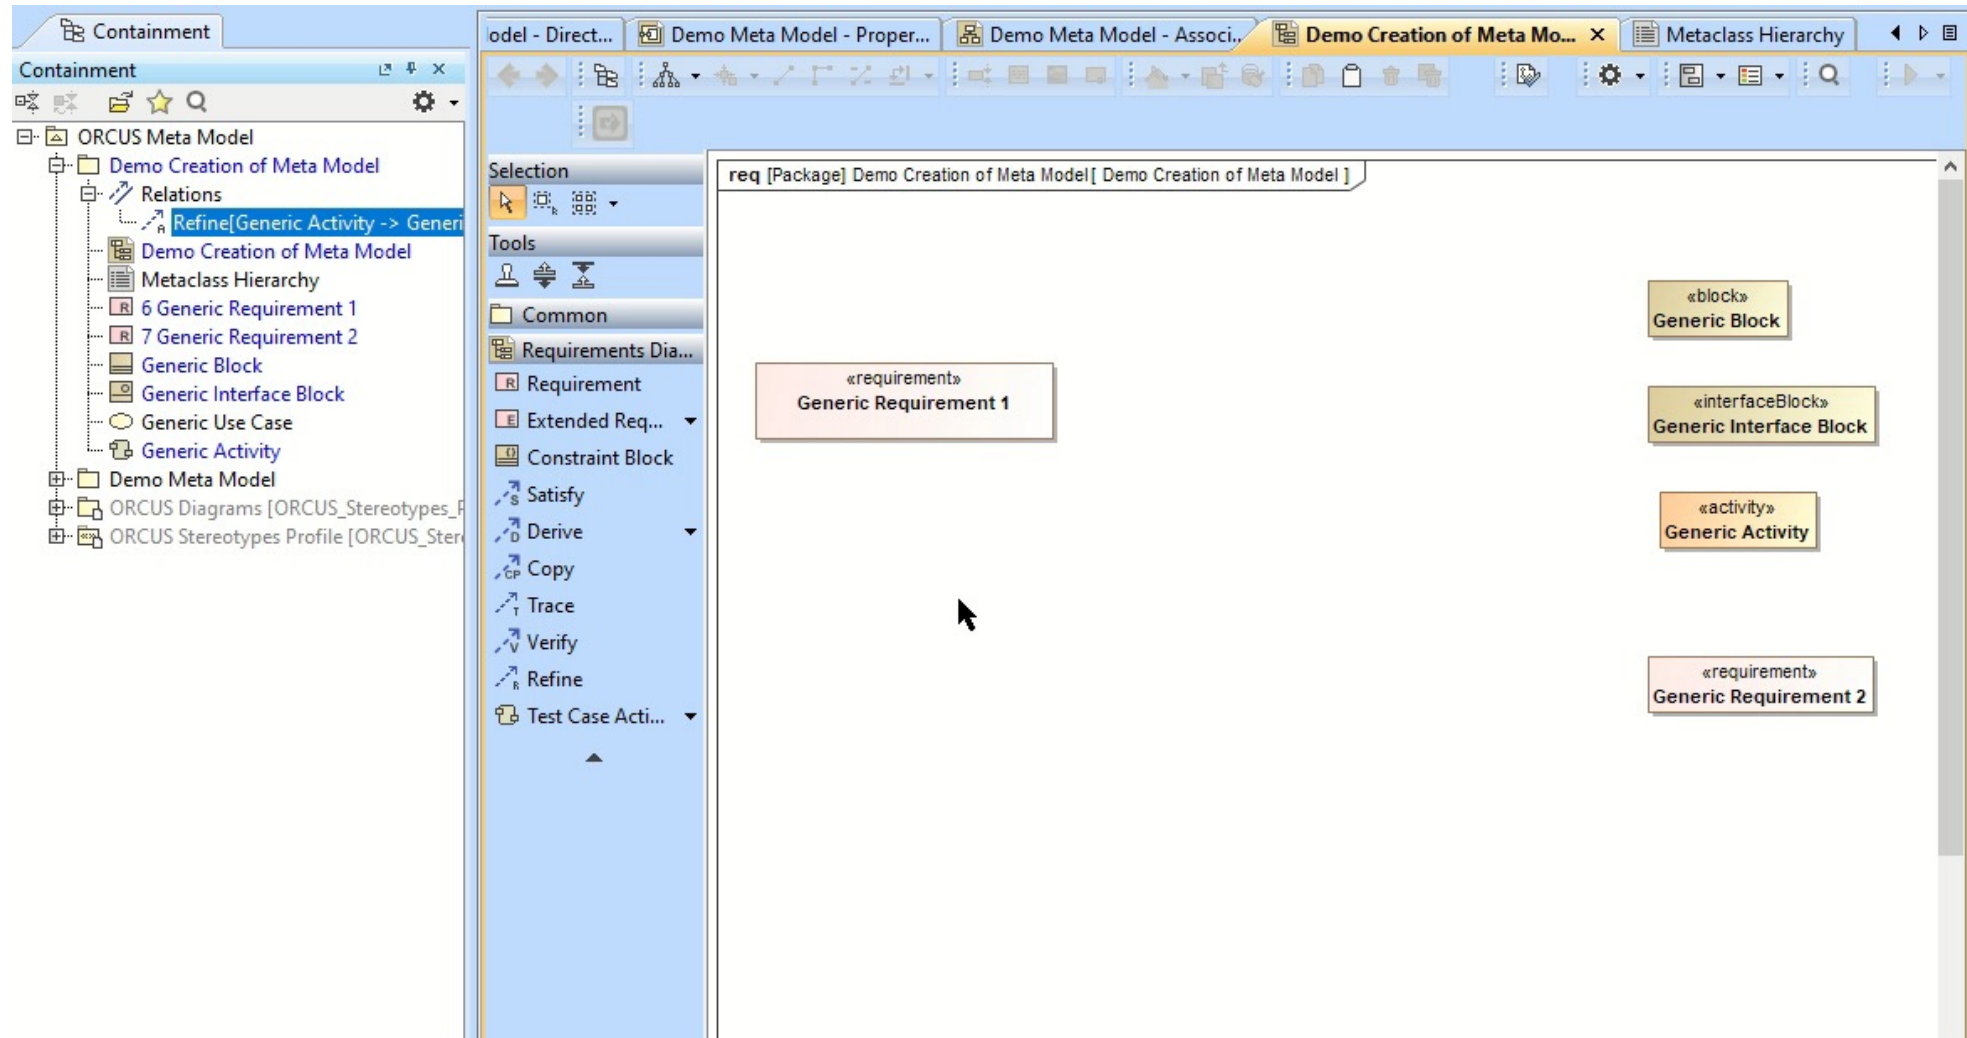 Containment
Containment
ORCUS Meta Model
Demo Creation of Meta Model
Relations
Refine[Generic Activity -> Generi
Demo Creation of Meta Model
Metaclass Hierarchy
6 Generic Requirement 1
7 Generic Requirement 2
Generic Block
Generic Interface Block
Generic Use Case
Generic Activity
Demo Meta Model
ORCUS Diagrams [ORCUS_Stereotypes_P
ORCUS Stereotypes Profile [ORCUS_Ster
odel - Direct...
Demo Meta Model - Proper...
Demo Meta Model - Associ..
Demo Creation of Meta Mo...
Metaclass Hierarchy
Selection
Tools
Common
Requirements Dia...
Requirement
Extended Req...
Constraint Block
Satisfy
Derive
Copy
Trace
Verify
Refine
Test Case Acti...
req [Package] Demo Creation of Meta Model[ Demo Creation of Meta Model ]
«requirement»
Generic Requirement 1
«block»
Generic Block
«interfaceBlock»
Generic Interface Block
«activity»
Generic Activity
«requirement»
Generic Requirement 2